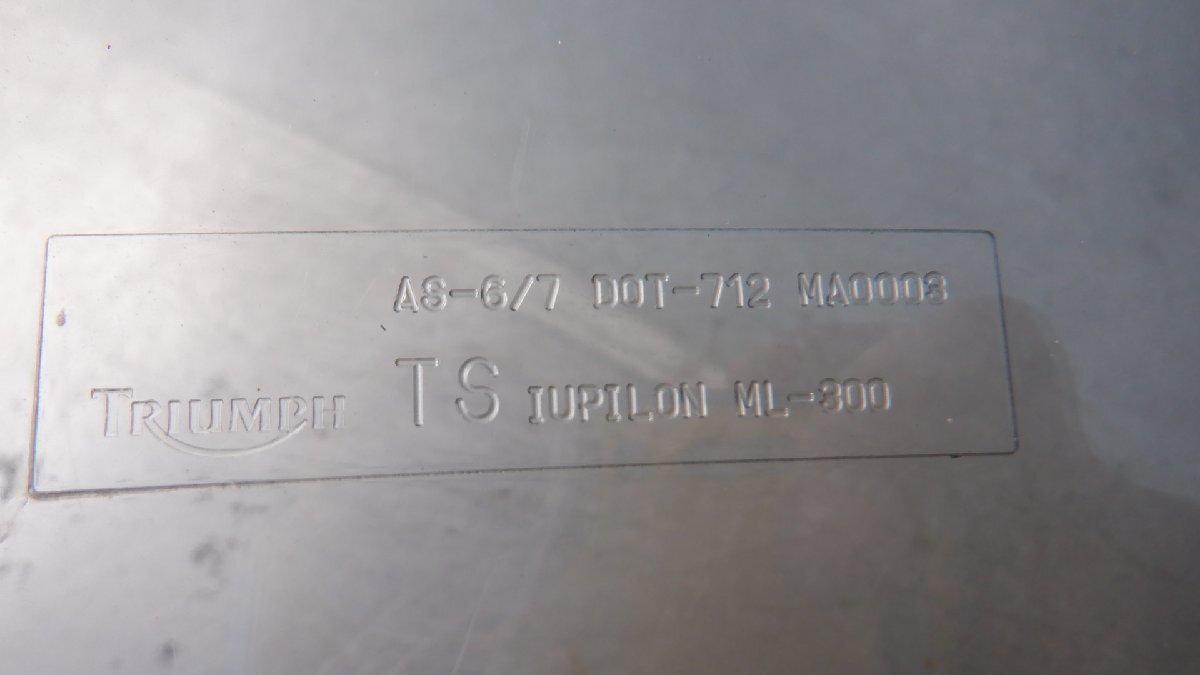 AS-6/7 DOT-712 MA0003
TRIUMPH TS IUPILON ML-300